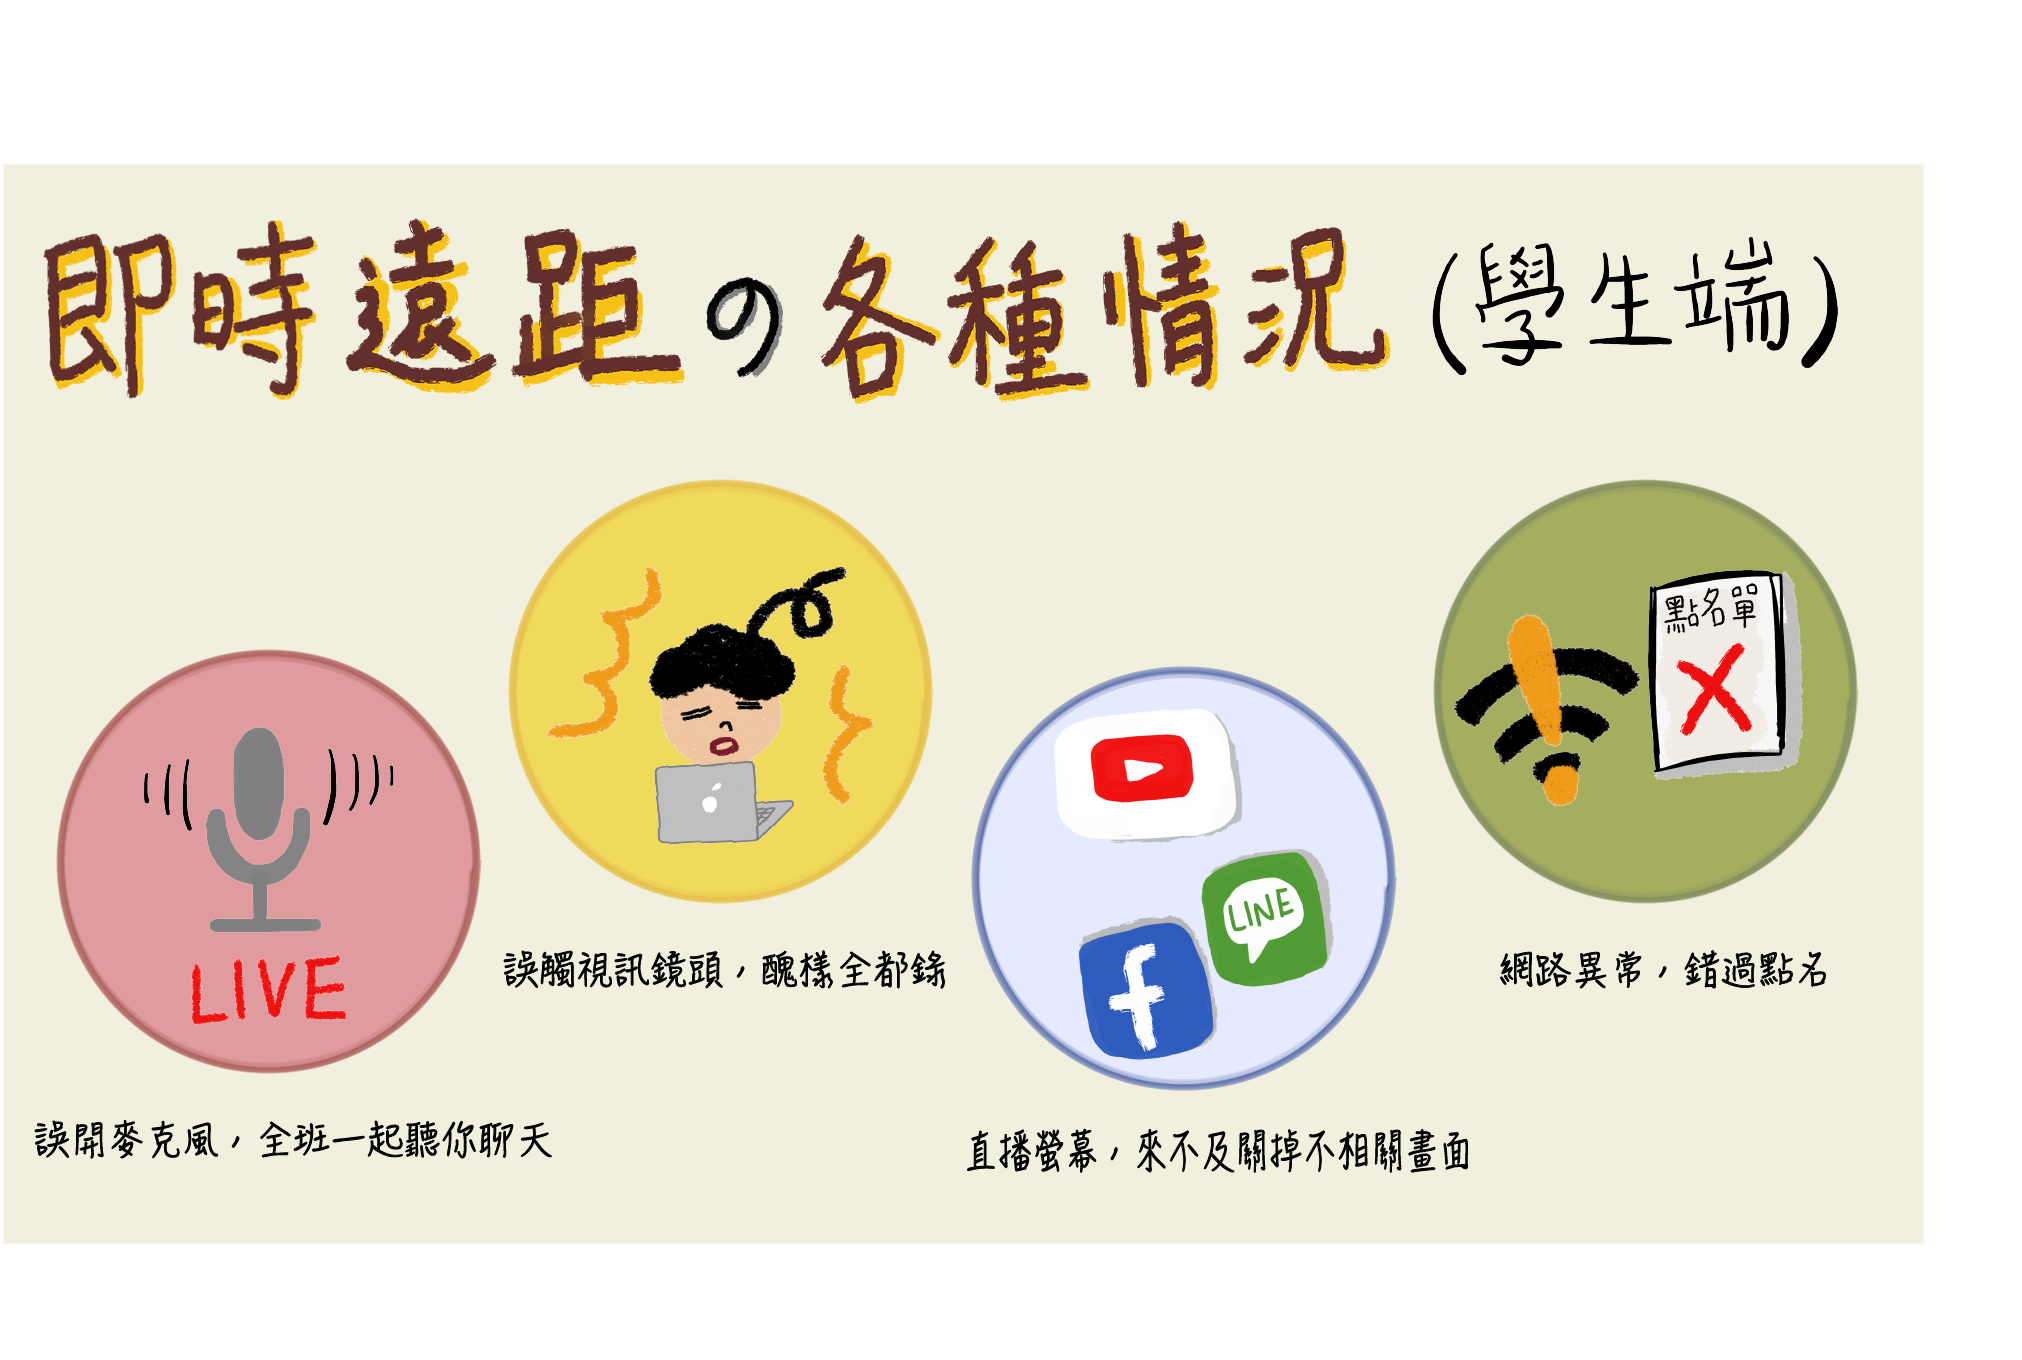 即時遠距の各種情況(學生端)
LIVE
誤開麥克風，全班一起聽你聊天
誤觸視訊鏡頭，醜樣全都錄
LINE
f
直播螢幕，來不及關掉不相關畫面
點名單
網路異常，錯過點名